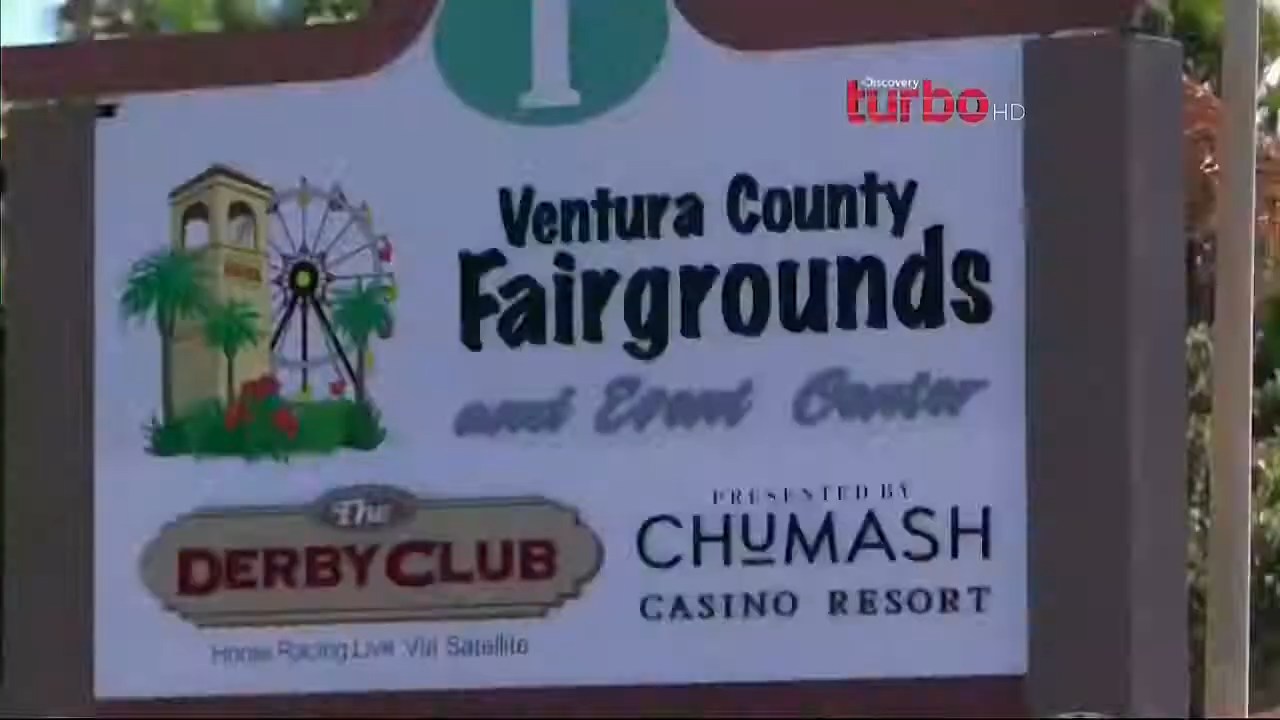 1
Discovery
turbo HD
Ventura County
Fairgrounds
and Event Center
The
DERBY CLUB
Horse Racing Live Via Satellite
PRESENTED BY
CHUMASH
CASINO RESORT